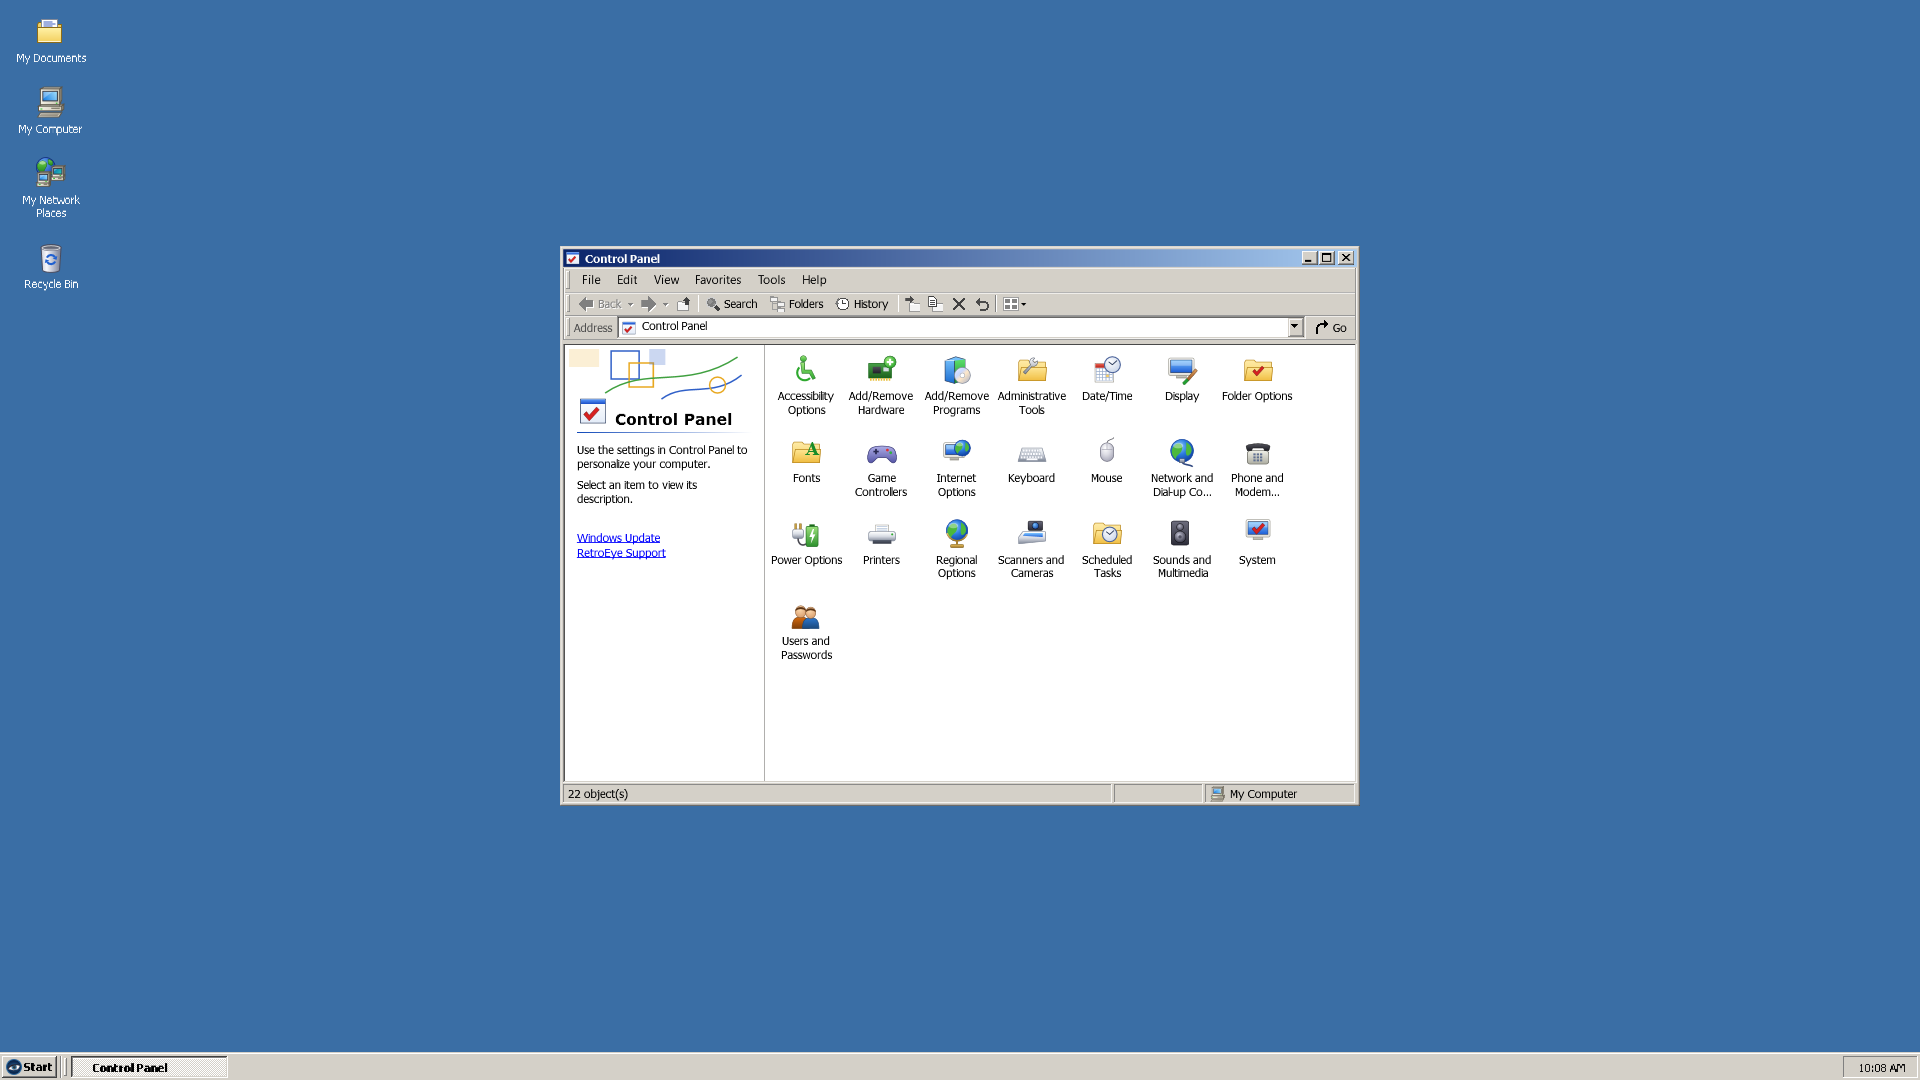 My Documents
My Computer
My Network
Places
Recycle Bin
Control Panel
File Edit View Favorites Tools Help
Back Search Folders History
Address Control Panel Go
Control Panel
Use the settings in Control Panel to
personalize your computer.
Select an item to view its
description.
Windows Update
RetroEye Support
Accessibility
Options
Add/Remove
Hardware
Add/Remove
Programs
Administrative
Tools
Date/Time
Display
Folder Options
Fonts
Game
Controllers
Internet
Options
Keyboard
Mouse
Network and
Dial-up Co...
Phone and
Modem...
Power Options
Printers
Regional
Options
Scanners and
Cameras
Scheduled
Tasks
Sounds and
Multimedia
System
Users and
Passwords
22 object(s) My Computer
Start Control Panel 10:08 AM